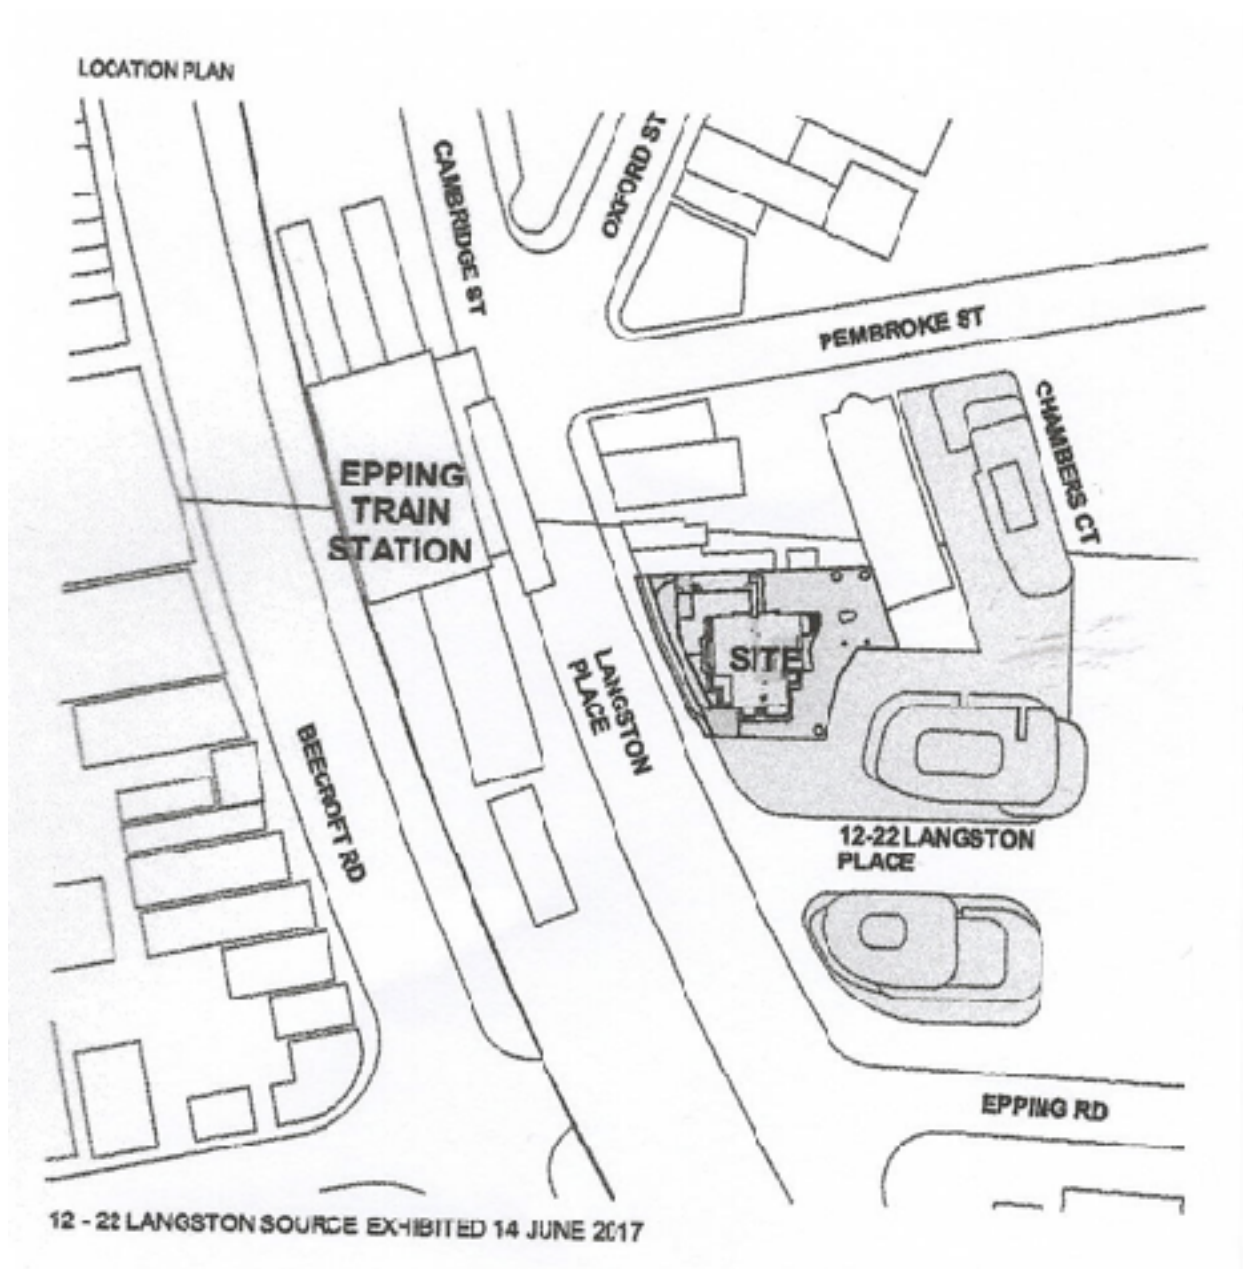 LOCATION PLAN
CAMBRIDGE ST
OXFORD ST
PEMBROKE ST
CHAMBERS CT
EPPING
TRAIN
STATION
SITE
LANGSTON
PLACE
BEECROFT RD
12-22 LANGSTON
PLACE
EPPING RD
12 - 22 LANGSTON SOURCE EXHIBITED 14 JUNE 2017